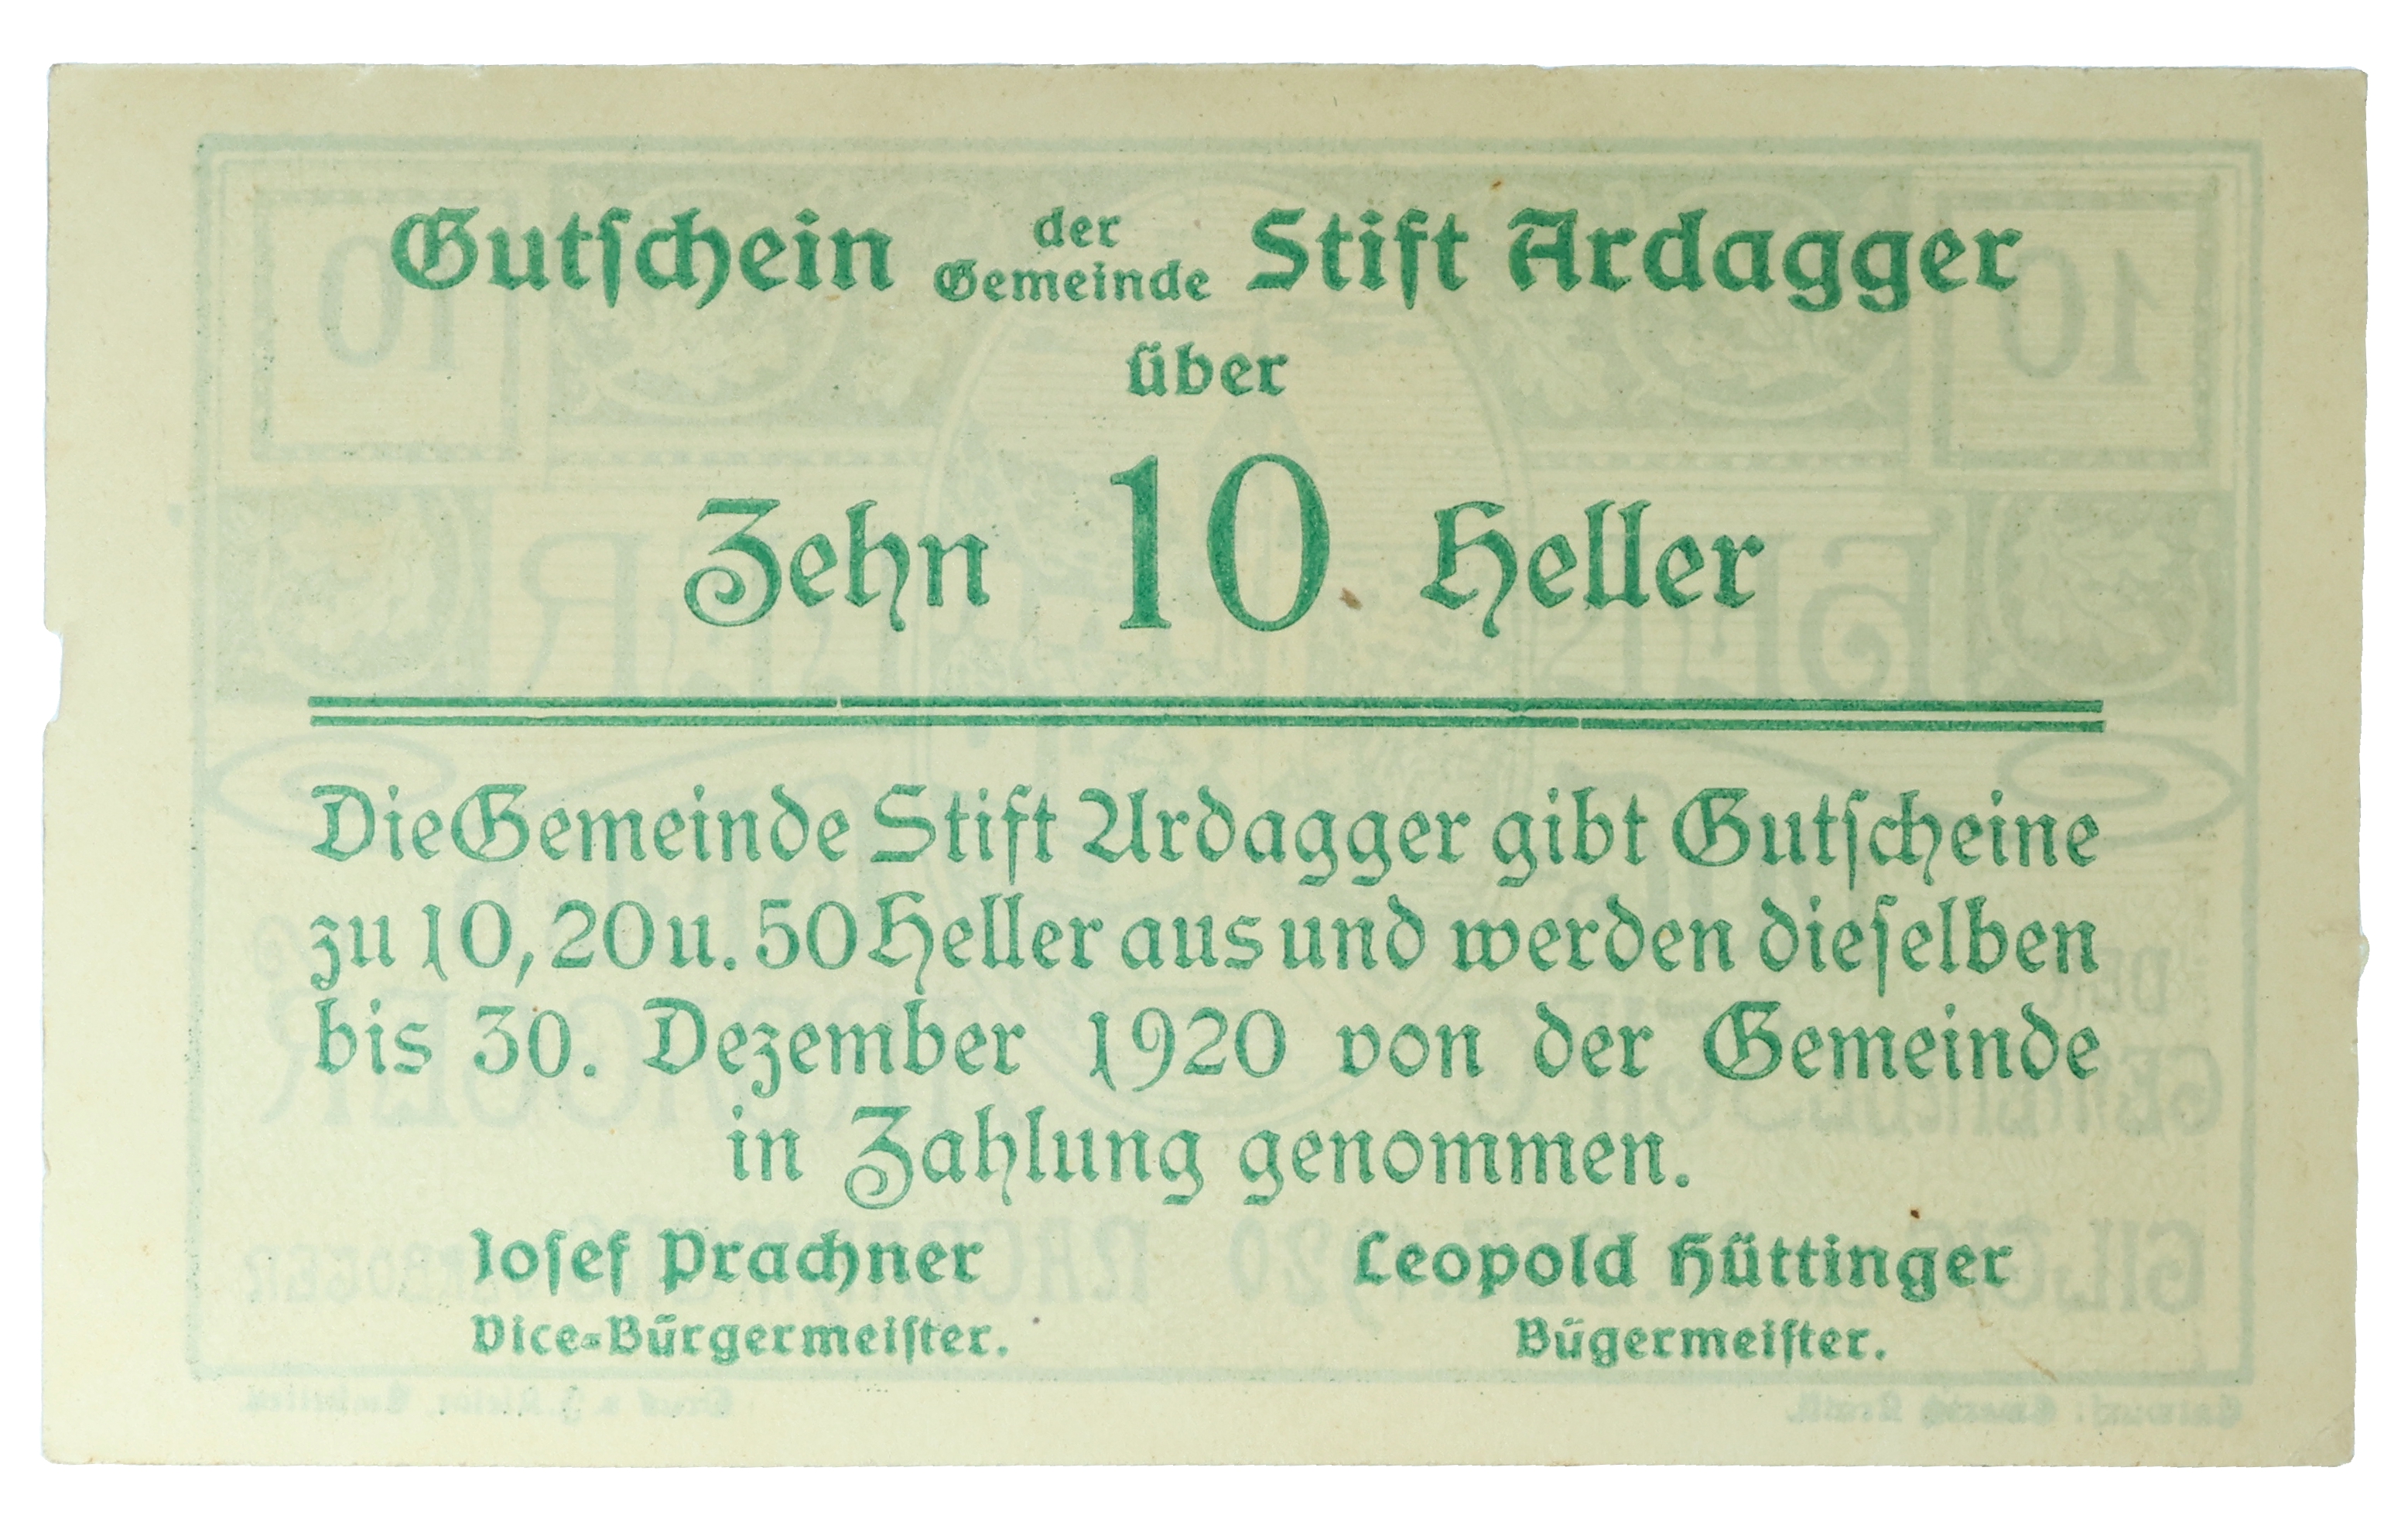 Gutſchein der Gemeinde Stift Ardagger
über
Zehn 10 Heller
Die Gemeinde Stift Ardagger gibt Gutſcheine
zu 10, 20 u. 50 Heller aus und werden dieſelben
bis 30. Dezember 1920 von der Gemeinde
in Zahlung genommen.
Joſef Prachner Leopold Hüttinger
Vice=Bürgermeiſter. Bügermeiſter.